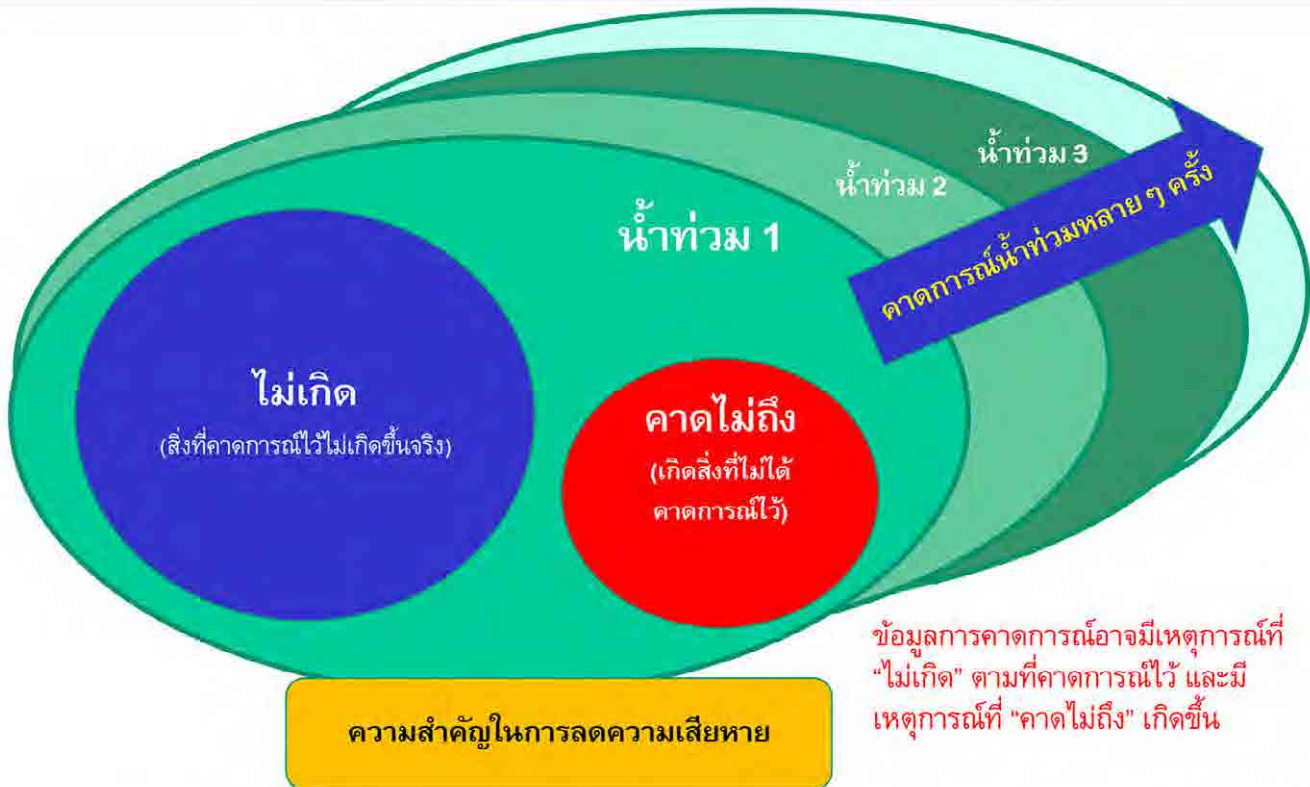 น้ำท่วม 3
น้ำท่วม 2
น้ำท่วม 1
คาดการณ์น้ำท่วมหลาย ๆ ครั้ง
ไม่เกิด
(สิ่งที่คาดการณ์ไว้ไม่เกิดขึ้นจริง)
คาดไม่ถึง
(เกิดสิ่งที่ไม่ได้
คาดการณ์ไว้)
ข้อมูลการคาดการณ์อาจมีเหตุการณ์ที่
“ไม่เกิด” ตามที่คาดการณ์ไว้ และมี
เหตุการณ์ที่ “คาดไม่ถึง” เกิดขึ้น
ความสำคัญในการลดความเสียหาย